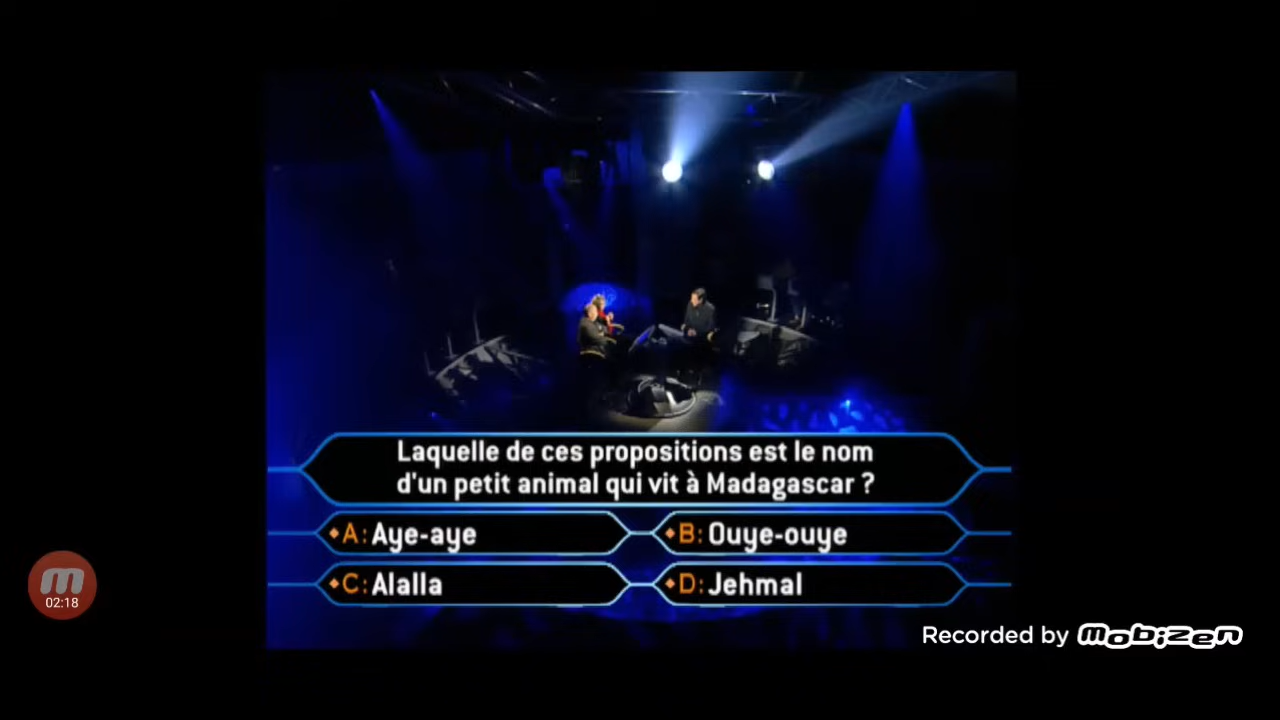 Laquelle de ces propositions est le nom
d'un petit animal qui vit à Madagascar ?
A: Aye-aye
B: Ouye-ouye
C: Alalla
D: Jehmal
02:18
Recorded by mobizen